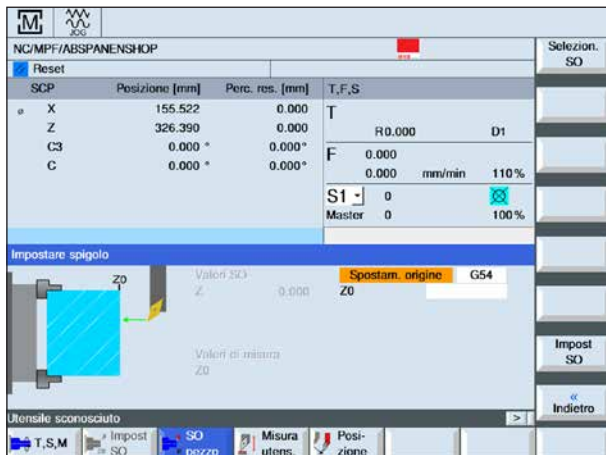 M JOG
NC/MPF/ABSPANENSHOP
Reset
SCP Posizione [mm] Perc. res. [mm] T,F,S
X 155.522 0.000 T
Z 326.390 0.000 R0.000 D1
C3 0.000 ° 0.000° F 0.000
C 0.000 ° 0.000° 0.000 mm/min 110%
S1 0
Master 0 100%
Impostare spigolo
Z0 Valori SO Spostam. origine G54
Z 0.000 Z0
Valori di misura
Z0
Utensile sconosciuto >
T,S,M
Impost SO
SO pezzo
Misura utens.
Posi-
zione
Selezion.
SO
Impost
SO
«
Indietro